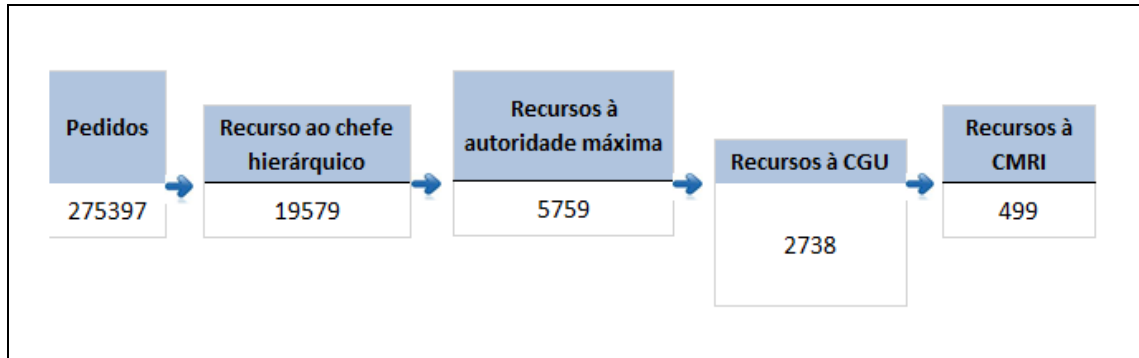 Pedidos
275397
Recurso ao chefe
hierárquico
19579
Recursos à
autoridade máxima
5759
Recursos à CGU
2738
Recursos à
CMRI
499